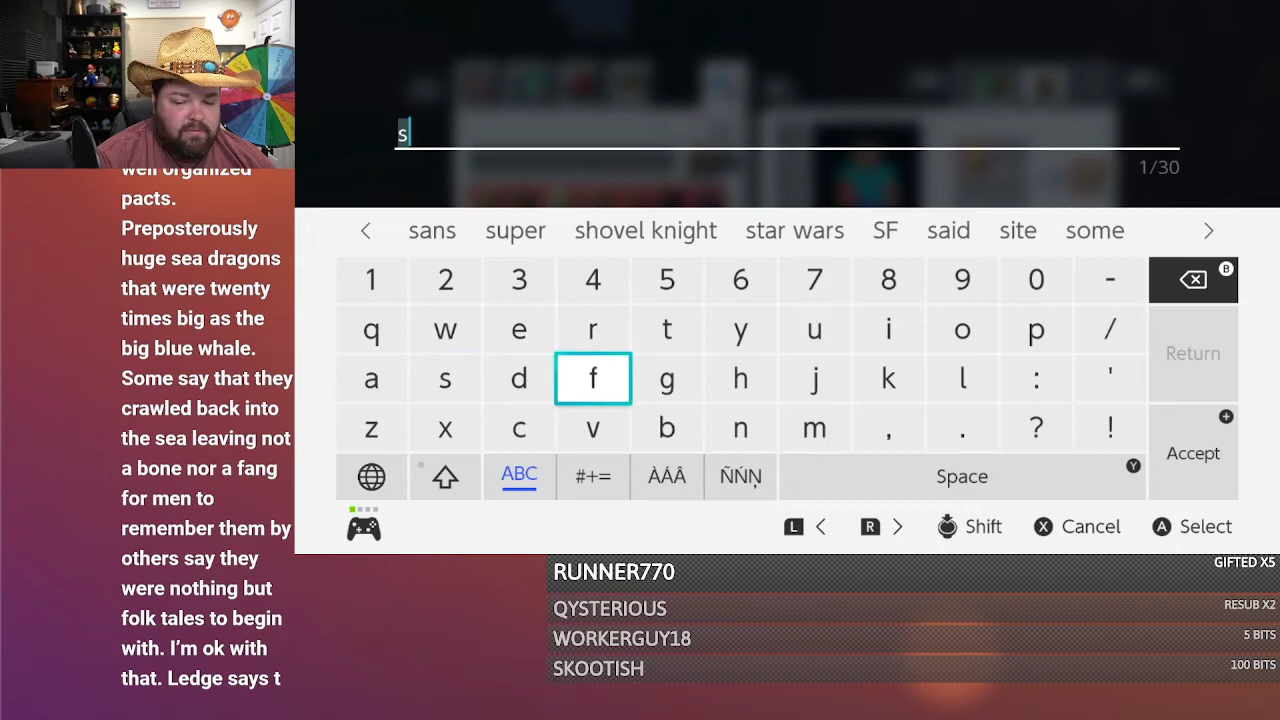 well organized
pacts.
Preposterously
huge sea dragons
that were twenty
times big as the
big blue whale.
Some say that they
crawled back into
the sea leaving not
a bone nor a fang
for men to
remember them by
others say they
were nothing but
folk tales to begin
with. I'm ok with
that. Ledge says t
s
1/30
< sans super shovel knight star wars SF said site some >
1 2 3 4 5 6 7 8 9 0 - B
q w e r t y u i o p / Return
a s d f g h j k l : '
z x c v b n m , . ? ! + Accept
ABC #+= ÀÁÂ ÑŃŅ Space Y
L < R > Shift X Cancel A Select
RUNNER770 GIFTED X5
QYSTERIOUS RESUB X2
WORKERGUY18 5 BITS
SKOOTISH 100 BITS